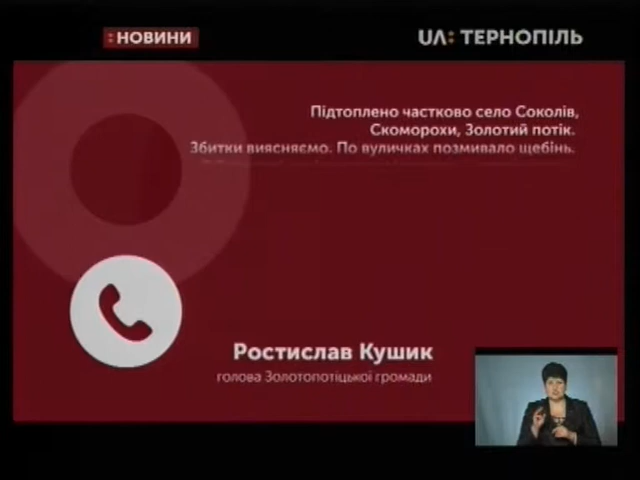 :НОВИНИ
UA: ТЕРНОПІЛЬ
Підтоплено частково село Соколів,
Скоморохи, Золотий потік.
Збитки вияснюємо. По вуличках позмивало щебінь.
Ростислав Кушик
голова Золотопотіцької громади